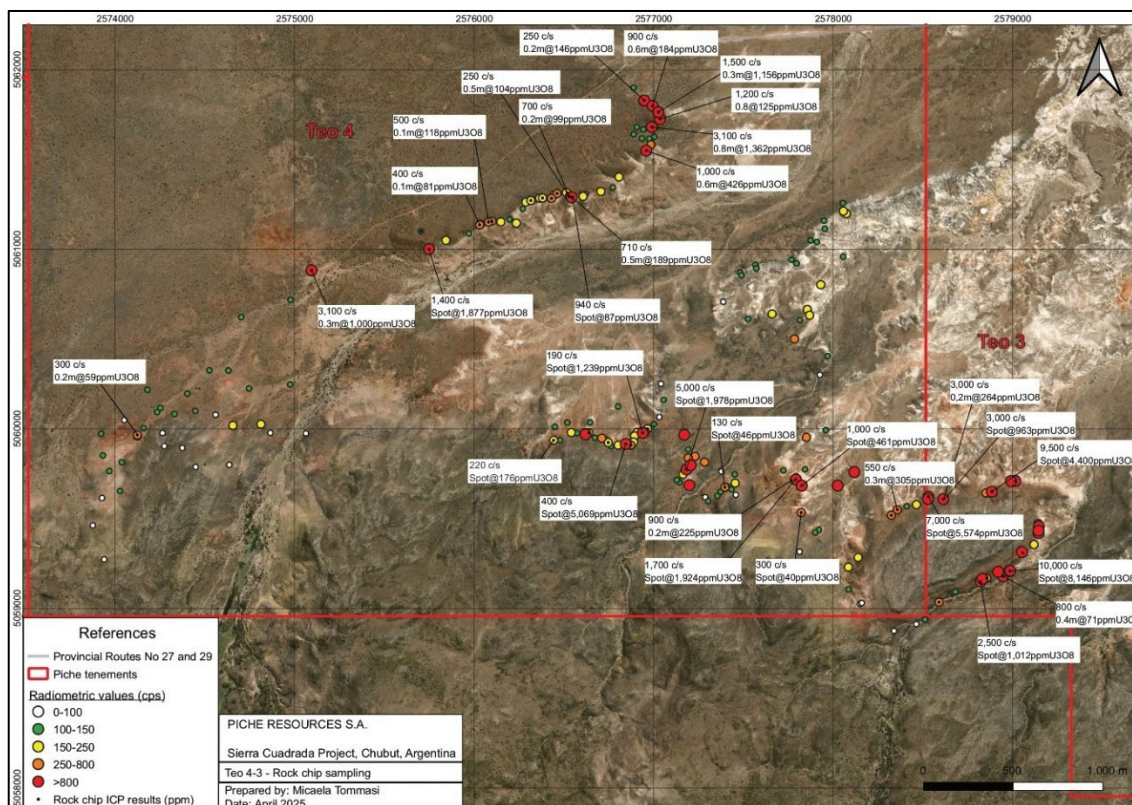 2574000
2575000
2576000
2577000
2578000
2579000
5062000
5061000
5060000
5059000
5058000
Teo 4
Teo 3
250 c/s
0.2m@146ppmU3O8
900 c/s
0.6m@184ppmU3O8
1,500 c/s
0.3m@1,156ppmU3O8
250 c/s
0.5m@104ppmU3O8
1,200 c/s
0.8@125ppmU3O8
700 c/s
0.2m@99ppmU3O8
500 c/s
0.1m@118ppmU3O8
3,100 c/s
0.8m@1,362ppmU3O8
400 c/s
0.1m@81ppmU3O8
1,000 c/s
0.6m@426ppmU3O8
710 c/s
0.5m@189ppmU3O8
1,400 c/s
Spot@1,877ppmU3O8
940 c/s
Spot@87ppmU3O8
3,100 c/s
0.3m@1,000ppmU3O8
300 c/s
0.2m@59ppmU3O8
190 c/s
Spot@1,239ppmU3O8
5,000 c/s
Spot@1,978ppmU3O8
3,000 c/s
0,2m@264ppmU3O8
130 c/s
Spot@46ppmU3O8
3,000 c/s
Spot@963ppmU3O8
1,000 c/s
Spot@461ppmU3O8
9,500 c/s
Spot@4,400ppmU3O8
220 c/s
Spot@176ppmU3O8
550 c/s
0.3m@305ppmU3O8
400 c/s
Spot@5,069ppmU3O8
900 c/s
0.2m@225ppmU3O8
7,000 c/s
Spot@5,574ppmU3O8
1,700 c/s
Spot@1,924ppmU3O8
300 c/s
Spot@40ppmU3O8
10,000 c/s
Spot@8,146ppmU3O8
800 c/s
0.4m@71ppmU3O
2,500 c/s
Spot@1,012ppmU3O8
References
Provincial Routes No 27 and 29
Piche tenements
Radiometric values (cps)
0-100
100-150
150-250
250-800
>800
Rock chip ICP results (ppm)
PICHE RESOURCES S.A.
Sierra Cuadrada Project, Chubut, Argentina
Teo 4-3 - Rock chip sampling
Prepared by: Micaela Tommasi
Date: April 2025
0 500 1.000 m